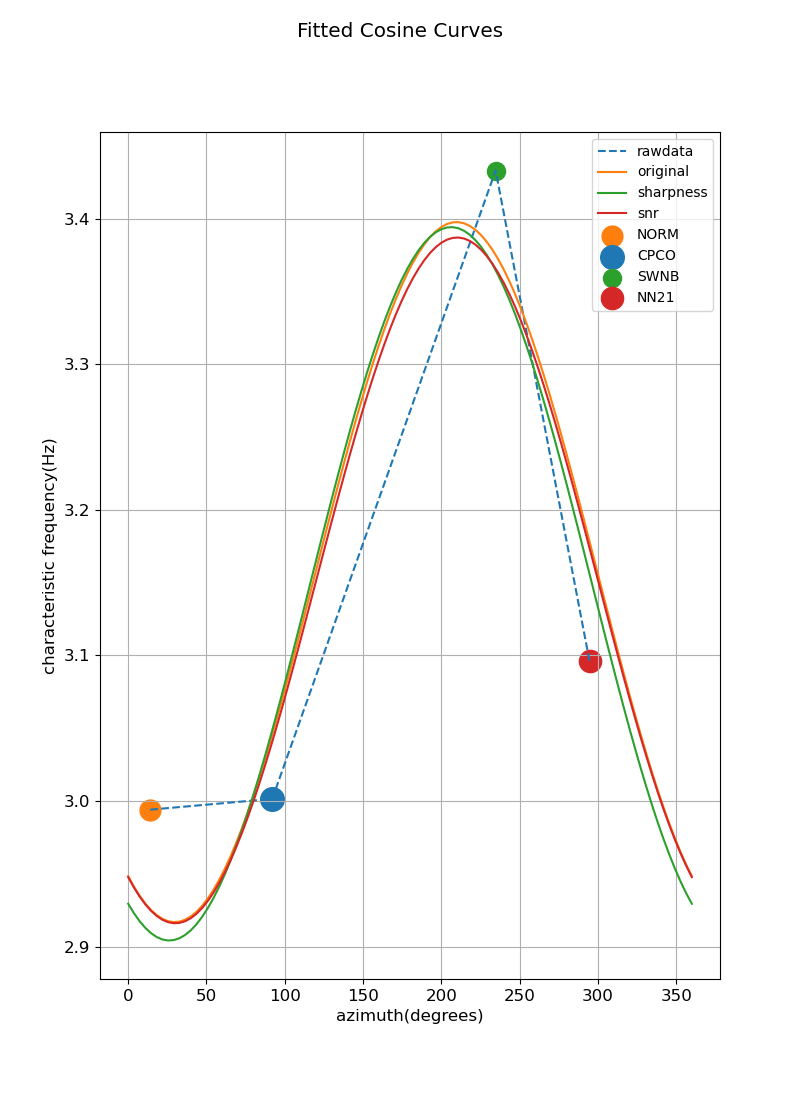 Fitted Cosine Curves
rawdata
original
sharpness
snr
NORM
CPCO
SWNB
NN21
3.4
3.3
3.2
3.1
3.0
2.9
characteristic frequency(Hz)
0 50 100 150 200 250 300 350
azimuth(degrees)